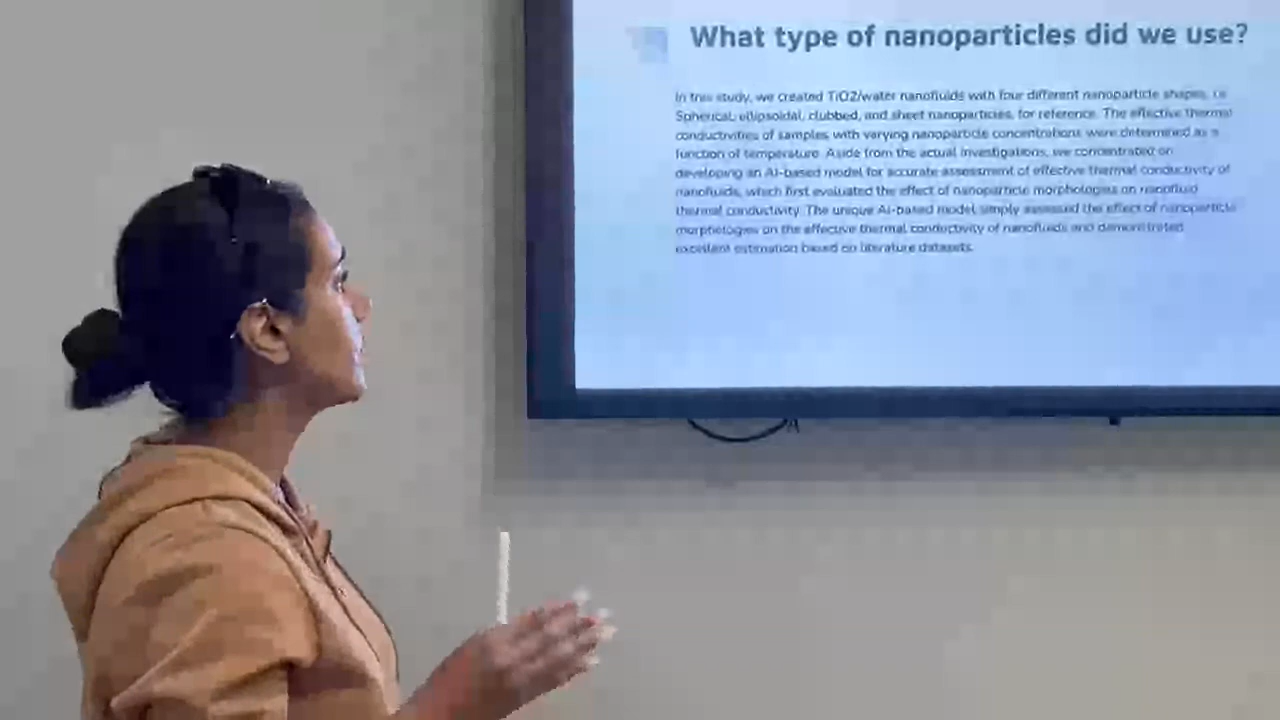 What type of nanoparticles did we use?
In this study, we created TiO2/water nanofluids with four different nanoparticle shapes, i.e
Spherical, ellipsoidal, clubbed, and sheet nanoparticles, for reference. The effective thermal
conductivities of samples with varying nanoparticle concentrations were determined as a
function of temperature. Aside from the actual investigations, we concentrated on
developing an AI-based model for accurate assessment of effective thermal conductivity of
nanofluids, which first evaluated the effect of nanoparticle morphologies on nanofluid
thermal conductivity. The unique AI-based model simply assessed the effect of nanoparticle
morphologies on the effective thermal conductivity of nanofluids and demonstrated
excellent estimation based on literature datasets.